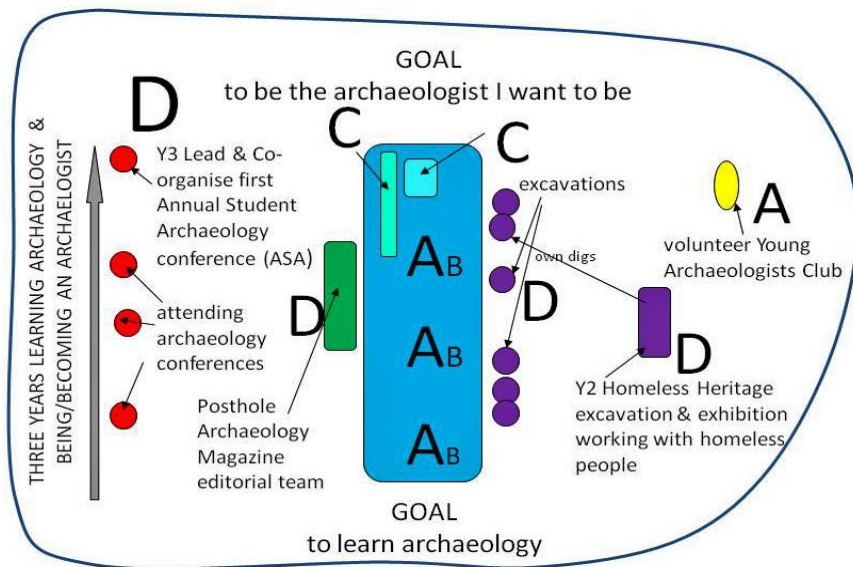 GOAL
to be the archaeologist I want to be
THREE YEARS LEARNING ARCHAEOLOGY &
BEING/BECOMING AN ARCHAELOGIST
D
Y3 Lead & Co-
organise first
Annual Student
Archaeology
conference (ASA)
attending
archaeology
conferences
C
C
D
Posthole
Archaeology
Magazine
editorial team
AB
AB
AB
excavations
own digs
D
A
volunteer Young
Archaeologists Club
D
Y2 Homeless Heritage
excavation & exhibition
working with homeless
people
GOAL
to learn archaeology